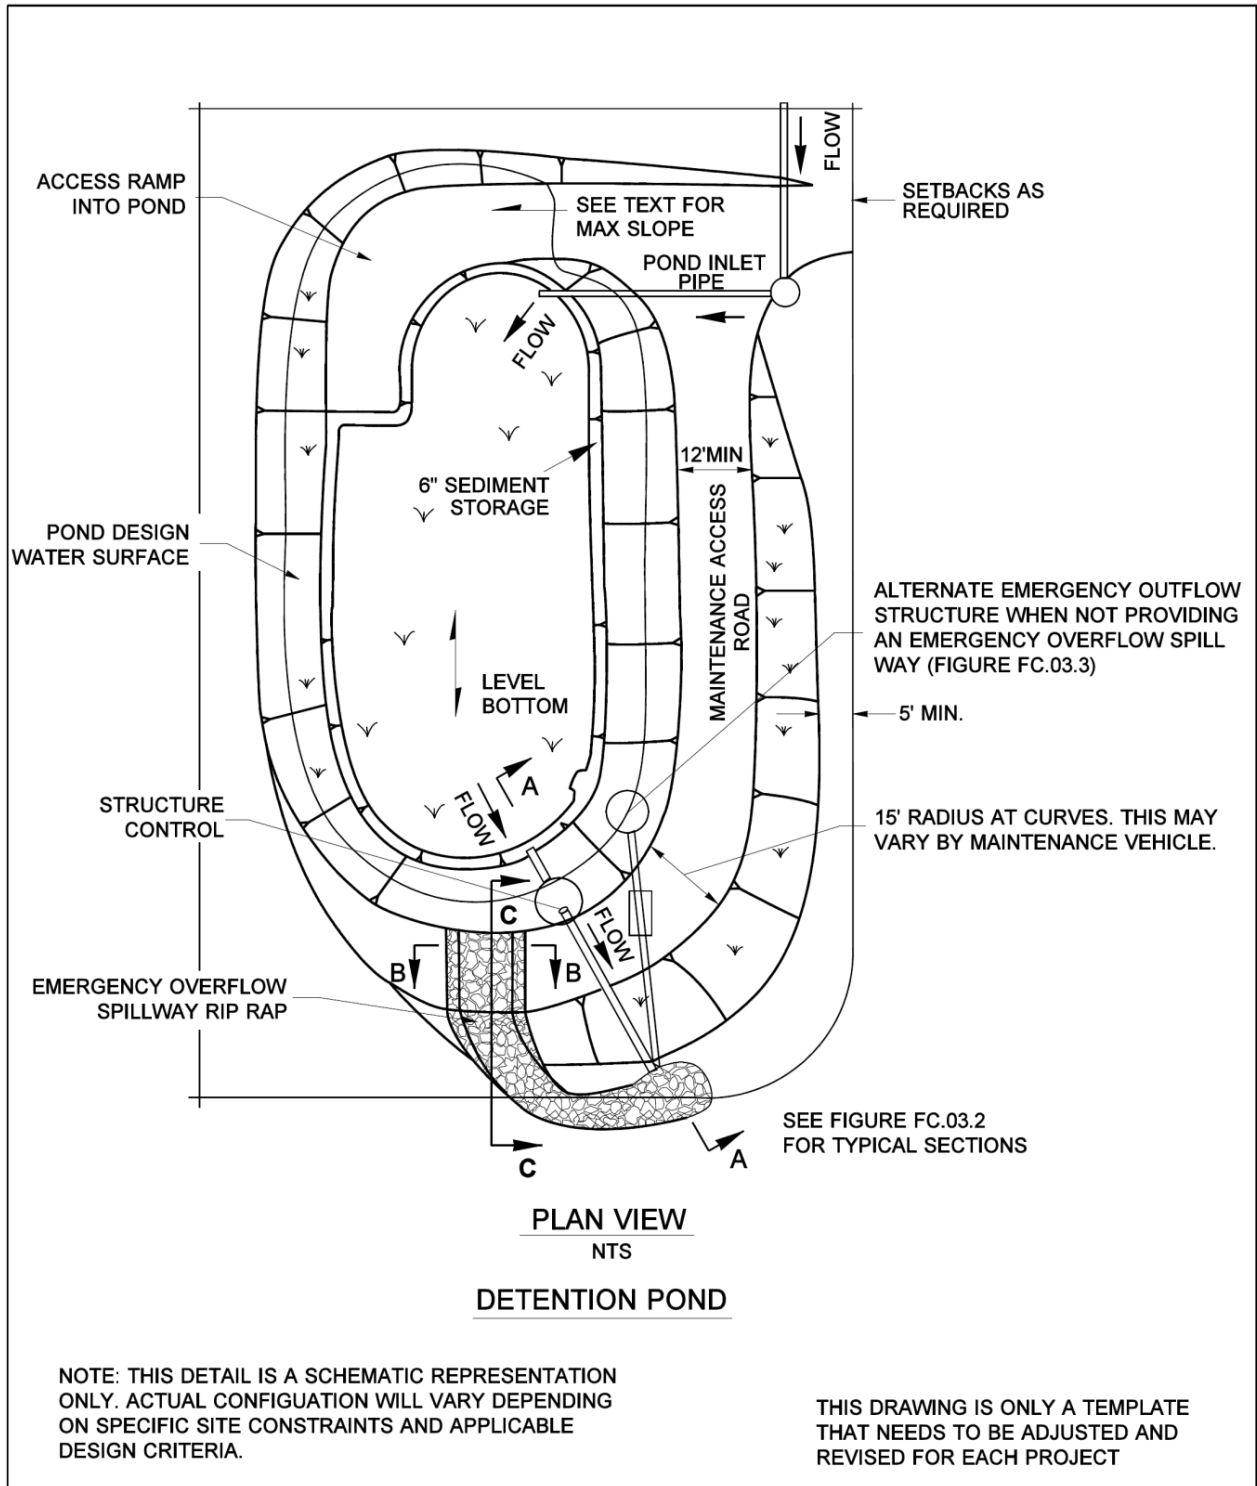 FLOW
ACCESS RAMP
INTO POND
SEE TEXT FOR
MAX SLOPE
SETBACKS AS
REQUIRED
POND INLET
PIPE
FLOW
12'MIN
6" SEDIMENT
STORAGE
POND DESIGN
WATER SURFACE
MAINTENANCE ACCESS
ROAD
ALTERNATE EMERGENCY OUTFLOW
STRUCTURE WHEN NOT PROVIDING
AN EMERGENCY OVERFLOW SPILL
WAY (FIGURE FC.03.3)
LEVEL
BOTTOM
5' MIN.
A
FLOW
STRUCTURE
CONTROL
15' RADIUS AT CURVES. THIS MAY
VARY BY MAINTENANCE VEHICLE.
C
FLOW
B
B
EMERGENCY OVERFLOW
SPILLWAY RIP RAP
SEE FIGURE FC.03.2
FOR TYPICAL SECTIONS
A
C
PLAN VIEW
NTS
DETENTION POND
NOTE: THIS DETAIL IS A SCHEMATIC REPRESENTATION
ONLY. ACTUAL CONFIGUATION WILL VARY DEPENDING
ON SPECIFIC SITE CONSTRAINTS AND APPLICABLE
DESIGN CRITERIA.
THIS DRAWING IS ONLY A TEMPLATE
THAT NEEDS TO BE ADJUSTED AND
REVISED FOR EACH PROJECT